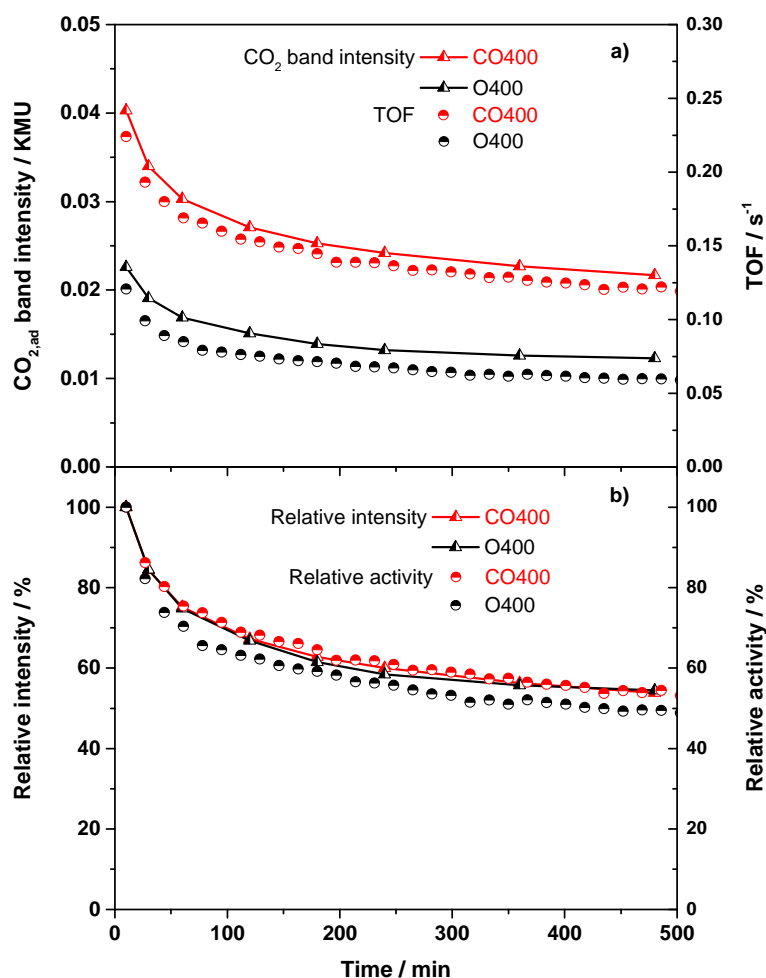 0.05
0.04
0.03
0.02
0.01
0.00
CO2,ad band intensity / KMU
a)
CO2 band intensity CO400
O400
TOF CO400
O400
0.30
0.25
0.20
0.15
0.10
0.05
0.00
TOF / s-1
100
80
60
40
20
0
Relative intensity / %
b)
Relative intensity CO400
O400
Relative activity CO400
O400
100
80
60
40
20
0
Relative activity / %
0 100 200 300 400 500
Time / min